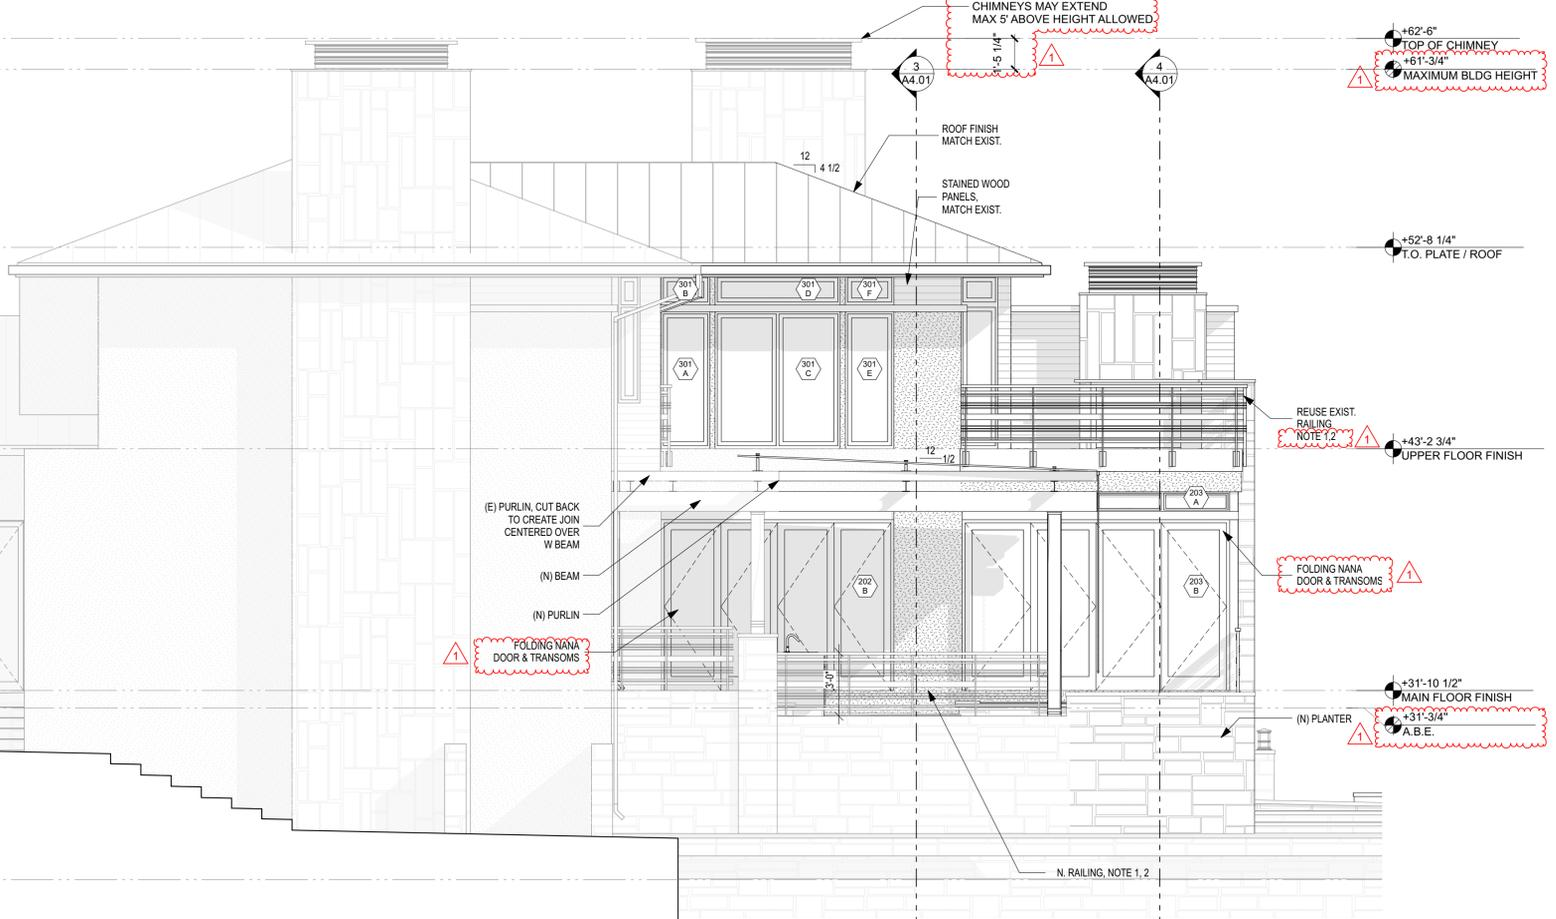 CHIMNEYS MAY EXTEND
MAX 5' ABOVE HEIGHT ALLOWED
1'-5 1/4"
1
3
A4.01
4
A4.01
+62'-6"
TOP OF CHIMNEY
+61'-3/4"
MAXIMUM BLDG HEIGHT
1
ROOF FINISH
MATCH EXIST.
12
4 1/2
STAINED WOOD
PANELS,
MATCH EXIST.
+52'-8 1/4"
T.O. PLATE / ROOF
301
B
301
D
301
F
301
A
301
C
301
E
REUSE EXIST.
RAILING
NOTE 1,2
1
+43'-2 3/4"
UPPER FLOOR FINISH
12
1/2
203
A
(E) PURLIN, CUT BACK
TO CREATE JOIN
CENTERED OVER
W BEAM
(N) BEAM
(N) PURLIN
1
FOLDING NANA
DOOR & TRANSOMS
202
B
203
B
FOLDING NANA
DOOR & TRANSOMS
1
3'-0"
+31'-10 1/2"
MAIN FLOOR FINISH
(N) PLANTER
+31'-3/4"
A.B.E.
1
N. RAILING, NOTE 1, 2